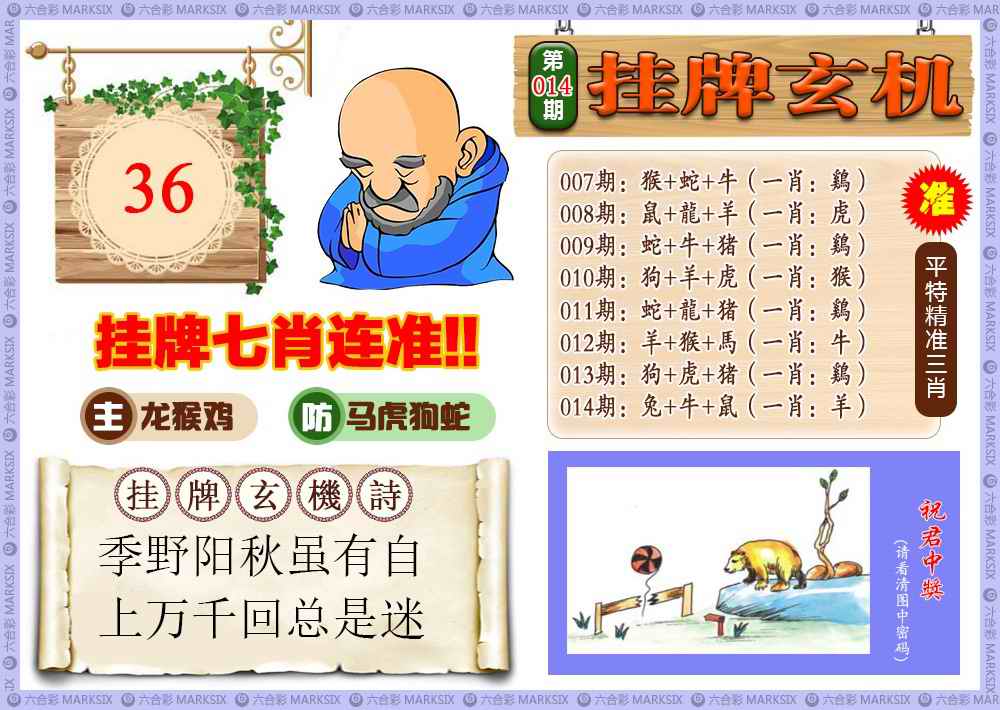 六合彩 MARKSIX
36
第
014
期
挂牌玄机
007期：猴+蛇+牛（一肖：鷄）
008期：鼠+龍+羊（一肖：虎）
009期：蛇+牛+猪（一肖：鷄）
010期：狗+羊+虎（一肖：猴）
011期：蛇+龍+猪（一肖：鷄）
012期：羊+猴+馬（一肖：牛）
013期：狗+虎+猪（一肖：鷄）
014期：兔+牛+鼠（一肖：羊）
准
平特精准三肖
挂牌七肖连准!!
主 龙猴鸡
防 马虎狗蛇
挂牌玄機詩
季野阳秋虽有自
上万千回总是迷
祝君中獎
(请看清图中密码)